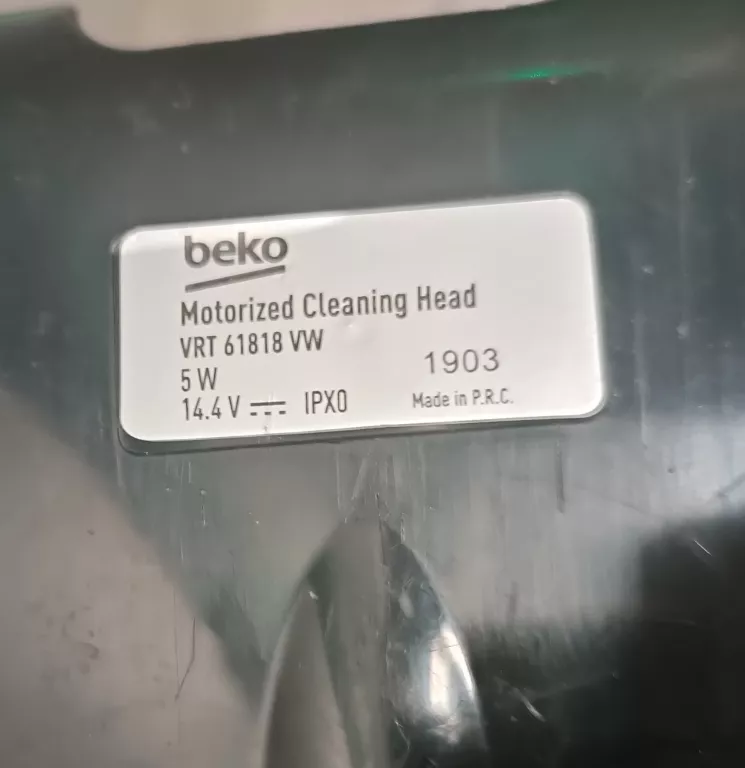 beko
Motorized Cleaning Head
VRT 61818 VW
5 W
1903
14.4 V IPX0
Made in P.R.C.